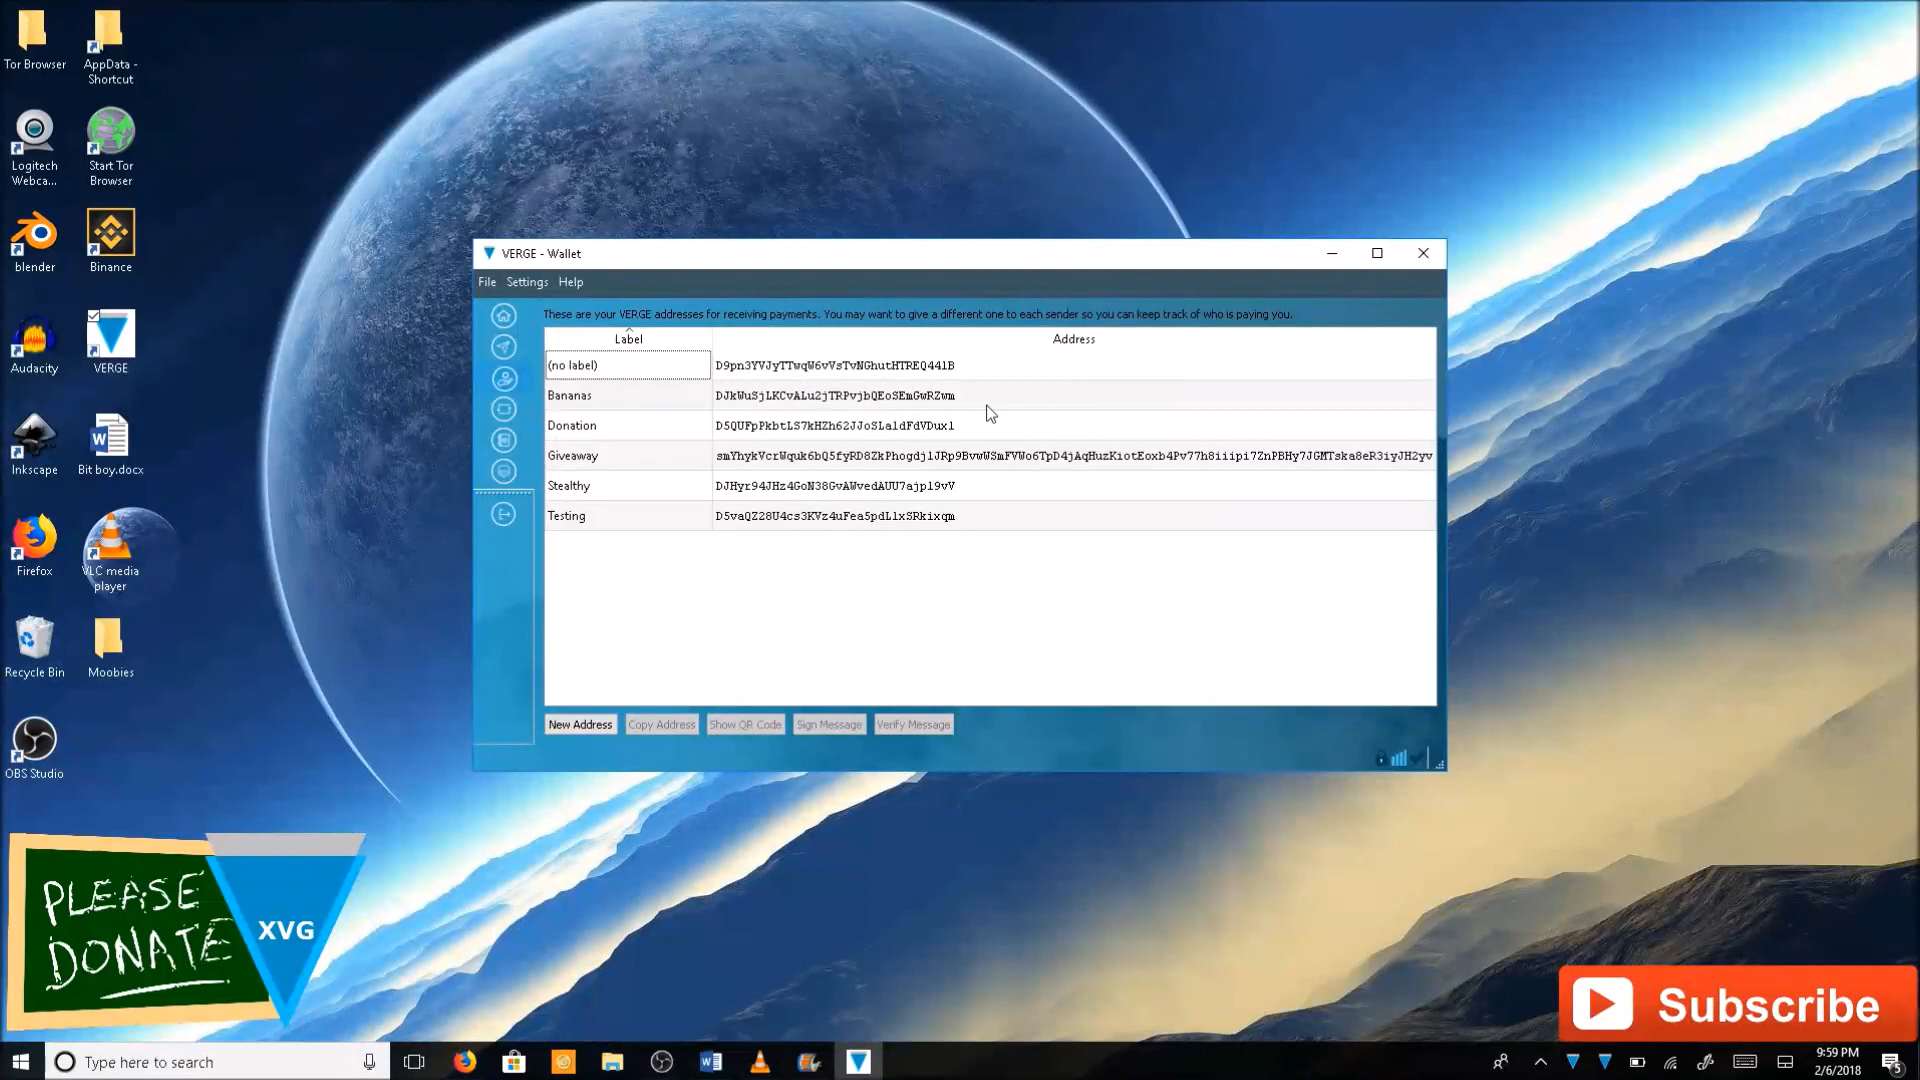 Tor Browser
AppData -
Shortcut
Logitech
Webca...
Start Tor
Browser
blender
Binance
Audacity
VERGE
Inkscape
Bit boy.docx
Firefox
VLC media
player
Recycle Bin
Moobies
OBS Studio
VERGE - Wallet
File Settings Help
These are your VERGE addresses for receiving payments. You may want to give a different one to each sender so you can keep track of who is paying you.
Label Address
(no label) D9pn3YVJyTTwqW6vVsTvNGhutHTREQ441B
Bananas DJkWuSjLKCvALu2jTRPvjbQEoSEmGwRZwm
Donation D5QUFpPkbtLS7kHZh62JJoSLa1dFdVDux1
Giveaway smYhykVcrWquk6bQ5fyRD8ZkPhogdj1JRp9BvwWSmFVWo6TpD4jAqHuzKiotEoxb4Pv77h8iiipi7ZnPBHy7JGMTska8eR3iyJH2yv
Stealthy DJHyr94JHz4GoN38GvAWvedAUU7ajp19vV
Testing D5vaQZ28U4cs3KVz4uFea5pdL1xSRkixqm
New Address Copy Address Show QR Code Sign Message Verify Message
PLEASE
DONATE
XVG
Subscribe
Type here to search
9:59 PM
2/6/2018
5